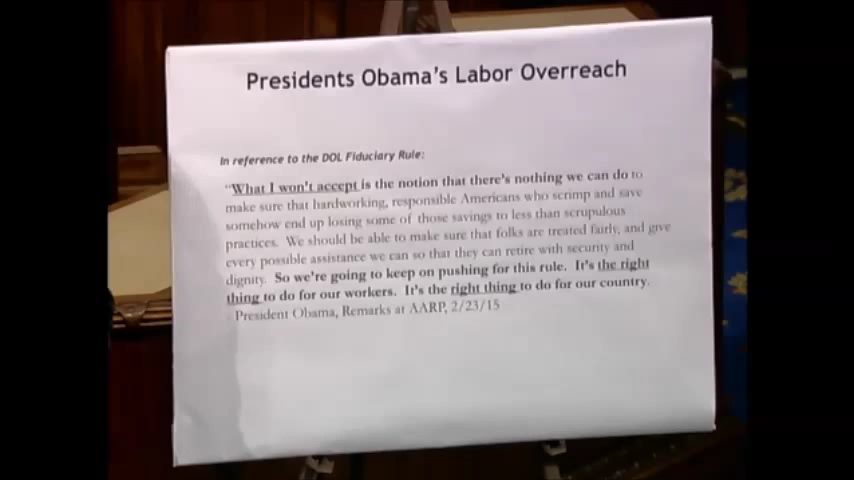 Presidents Obama's Labor Overreach
In reference to the DOL Fiduciary Rule:
"What I won't accept is the notion that there's nothing we can do to
make sure that hardworking, responsible Americans who scrimp and save
somehow end up losing some of those savings to less than scrupulous
practices. We should be able to make sure that folks are treated fairly, and give
every possible assistance we can so that they can retire with security and
dignity. So we're going to keep on pushing for this rule. It's the right
thing to do for our workers. It's the right thing to do for our country.
- President Obama, Remarks at AARP, 2/23/15